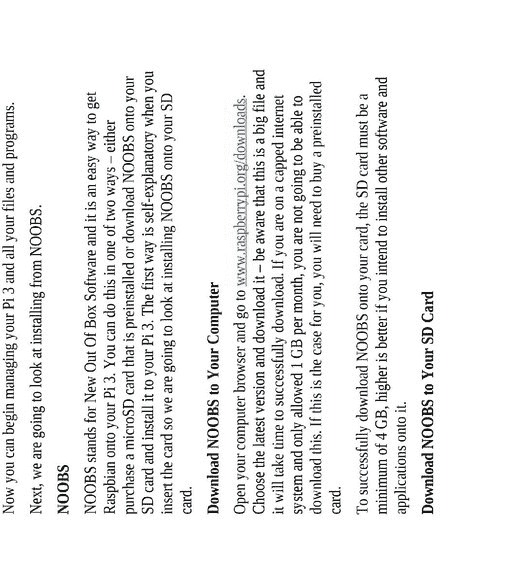 Now you can begin managing your Pi 3 and all your files and programs.
Next, we are going to look at installing from NOOBS.
NOOBS
NOOBS stands for New Out Of Box Software and it is an easy way to get
Raspbian onto your Pi 3. You can do this in one of two ways – either
purchase a microSD card that is preinstalled or download NOOBS onto your
SD card and install it to your Pi 3. The first way is self-explanatory when you
insert the card so we are going to look at installing NOOBS onto your SD
card.
Download NOOBS to Your Computer
Open your computer browser and go to www.raspberrypi.org/downloads.
Choose the latest version and download it – be aware that this is a big file and
it will take time to successfully download. If you are on a capped internet
system and only allowed 1 GB per month, you are not going to be able to
download this. If this is the case for you, you will need to buy a preinstalled
card.
To successfully download NOOBS onto your card, the SD card must be a
minimum of 4 GB, higher is better if you intend to install other software and
applications onto it.
Download NOOBS to Your SD Card